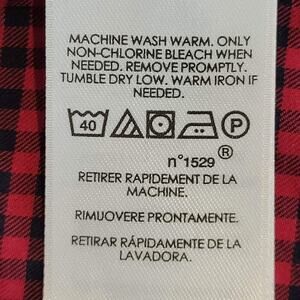 MACHINE WASH WARM. ONLY
NON-CHLORINE BLEACH WHEN
NEEDED. REMOVE PROMPTLY.
TUMBLE DRY LOW. WARM IRON IF
NEEDED.
40 P
n°1529 ®
RETIRER RAPIDEMENT DE LA
MACHINE.
RIMUOVERE PRONTAMENTE.
RETIRAR RÁPIDAMENTE DE LA
LAVADORA.